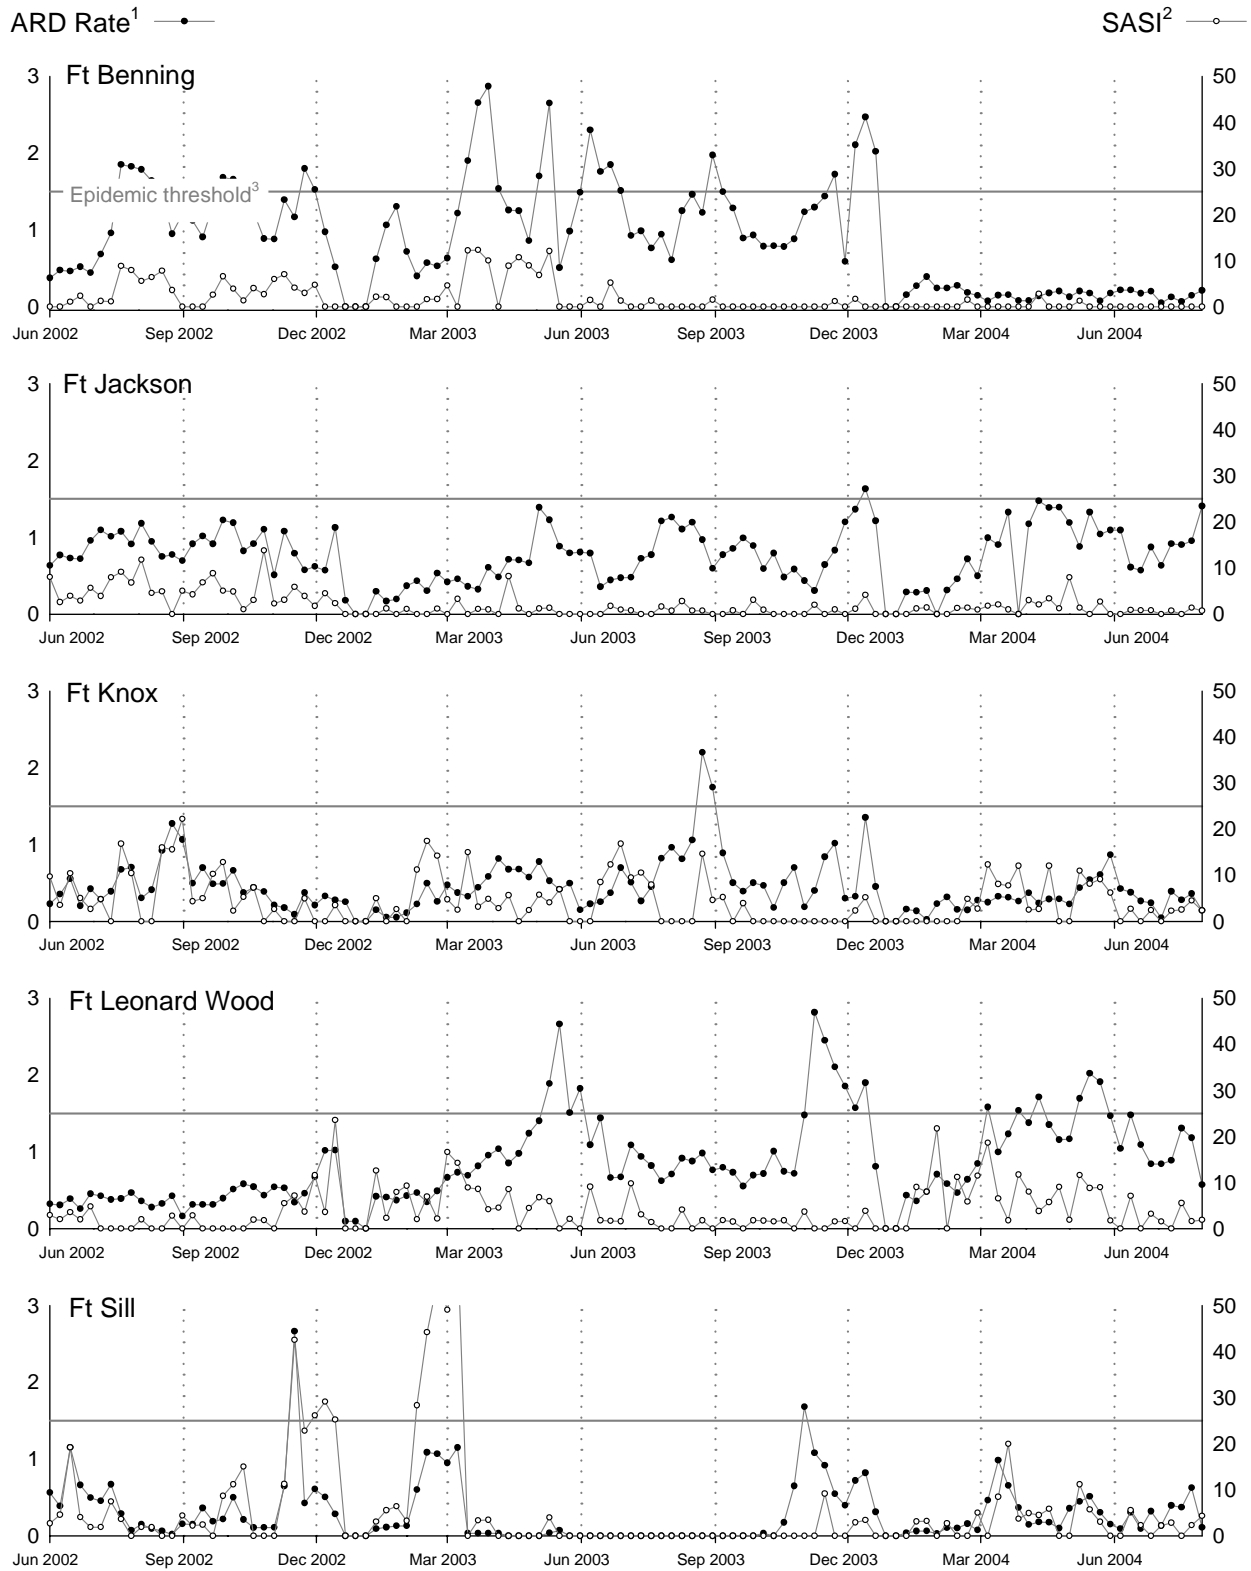 ARD Rate1 SASI2
Ft Benning
3 50
40
2 30
Epidemic threshold3
20
1
10
0 0
Jun 2002 Sep 2002 Dec 2002 Mar 2003 Jun 2003 Sep 2003 Dec 2003 Mar 2004 Jun 2004
Ft Jackson
3 50
40
2 30
20
1
10
0 0
Jun 2002 Sep 2002 Dec 2002 Mar 2003 Jun 2003 Sep 2003 Dec 2003 Mar 2004 Jun 2004
Ft Knox
3 50
40
2 30
20
1
10
0 0
Jun 2002 Sep 2002 Dec 2002 Mar 2003 Jun 2003 Sep 2003 Dec 2003 Mar 2004 Jun 2004
Ft Leonard Wood
3 50
40
2 30
20
1
10
0 0
Jun 2002 Sep 2002 Dec 2002 Mar 2003 Jun 2003 Sep 2003 Dec 2003 Mar 2004 Jun 2004
Ft Sill
3 50
40
2 30
20
1
10
0 0
Jun 2002 Sep 2002 Dec 2002 Mar 2003 Jun 2003 Sep 2003 Dec 2003 Mar 2004 Jun 2004